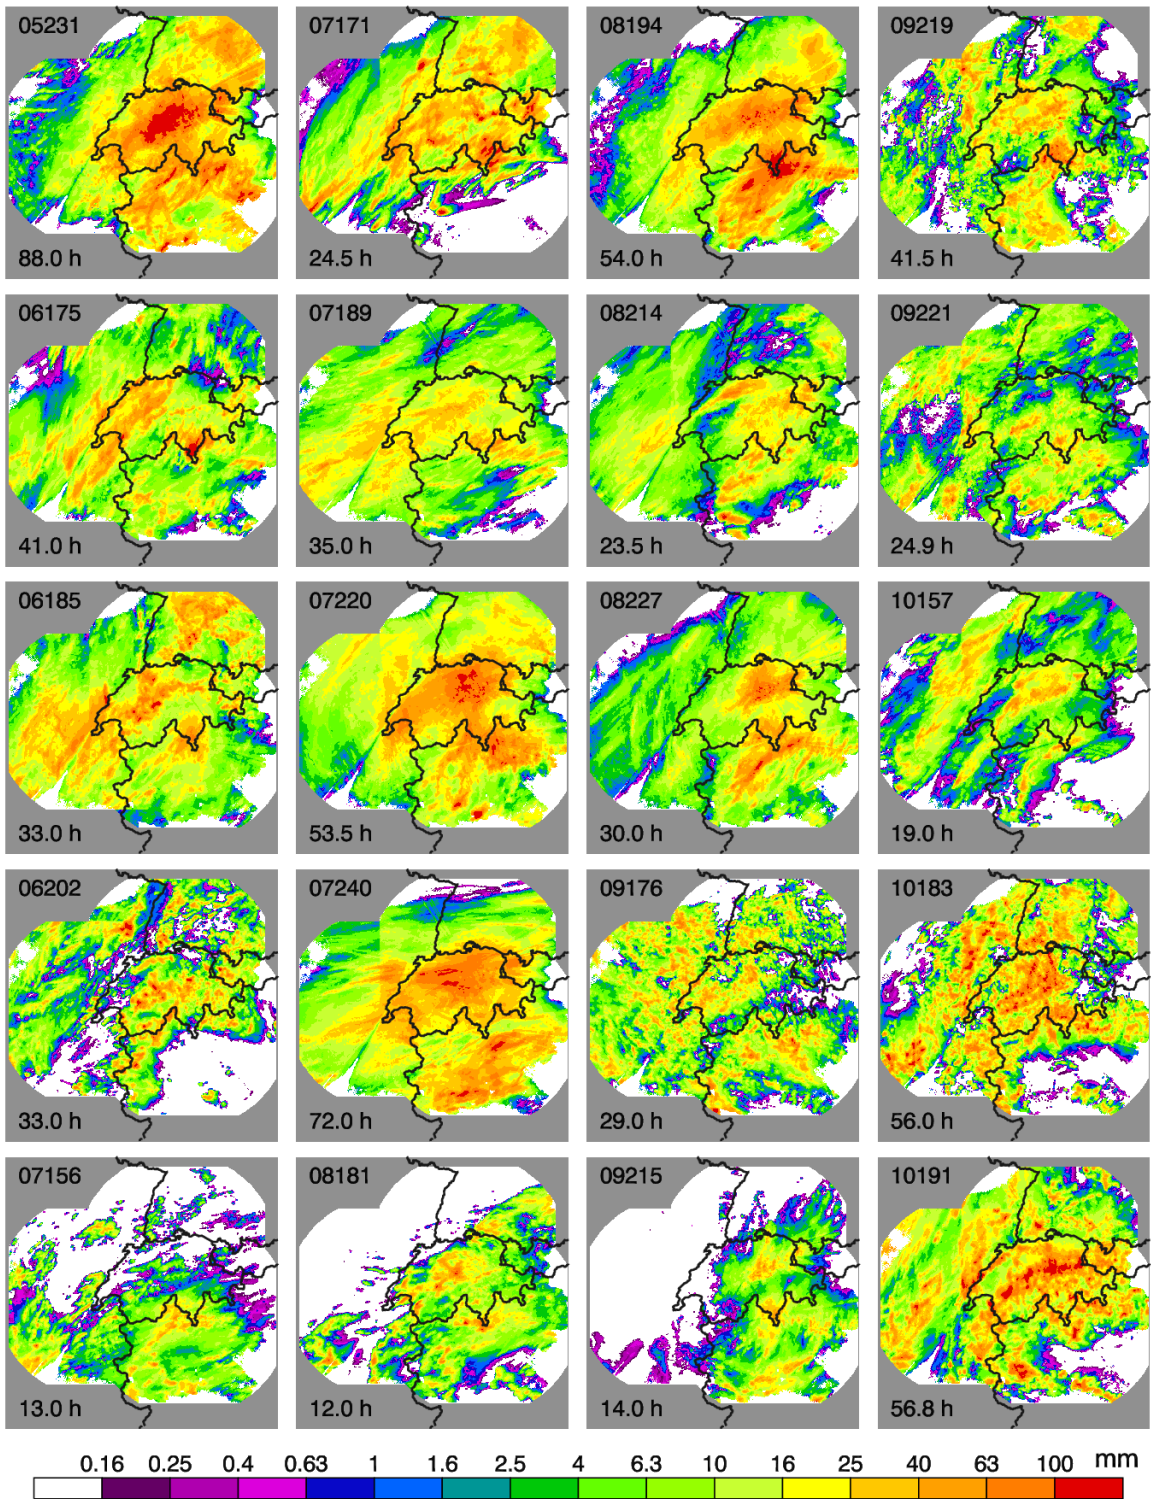 05231 07171 08194 09219
88.0 h 24.5 h 54.0 h 41.5 h
06175 07189 08214 09221
41.0 h 35.0 h 23.5 h 24.9 h
06185 07220 08227 10157
33.0 h 53.5 h 30.0 h 19.0 h
06202 07240 09176 10183
33.0 h 72.0 h 29.0 h 56.0 h
07156 08181 09215 10191
13.0 h 12.0 h 14.0 h 56.8 h
0.16 0.25 0.4 0.63 1 1.6 2.5 4 6.3 10 16 25 40 63 100 mm